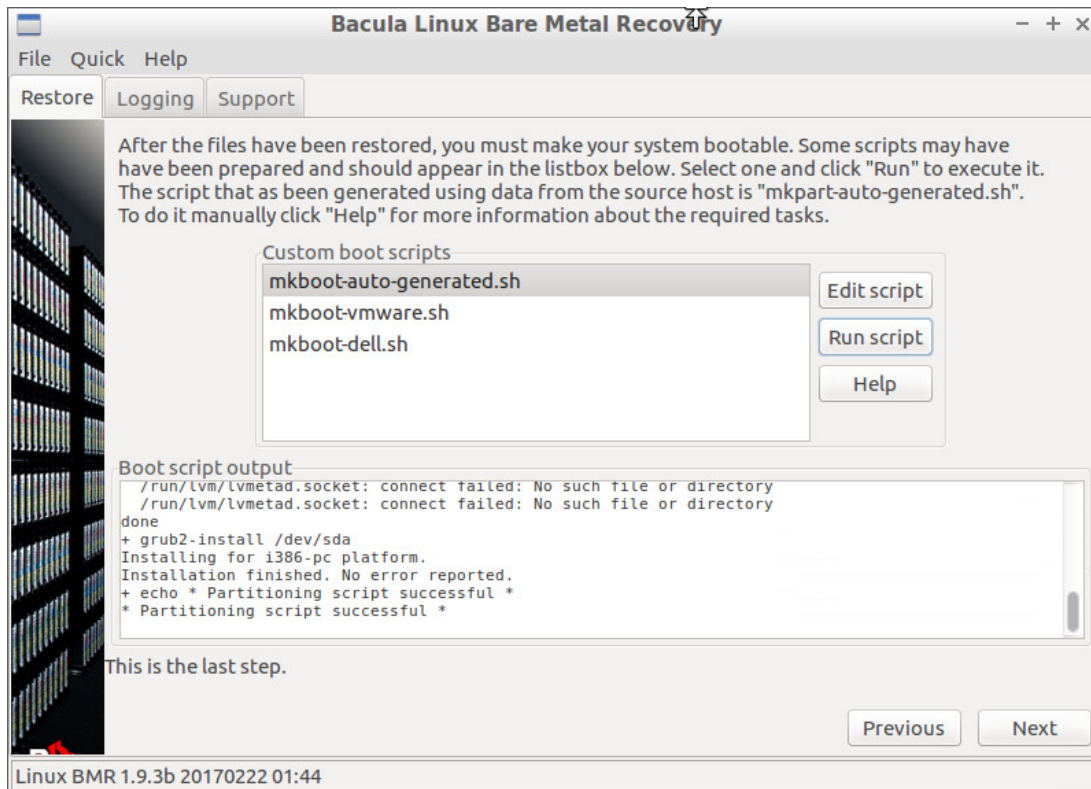 Bacula Linux Bare Metal Recovery
File Quick Help
Restore Logging Support
After the files have been restored, you must make your system bootable. Some scripts may have
have been prepared and should appear in the listbox below. Select one and click "Run" to execute it.
The script that as been generated using data from the source host is "mkpart-auto-generated.sh".
To do it manually click "Help" for more information about the required tasks.
Custom boot scripts
mkboot-auto-generated.sh
mkboot-vmware.sh
mkboot-dell.sh
Edit script
Run script
Help
Boot script output
/run/lvm/lvmetad.socket: connect failed: No such file or directory
/run/lvm/lvmetad.socket: connect failed: No such file or directory
done
+ grub2-install /dev/sda
Installing for i386-pc platform.
Installation finished. No error reported.
+ echo * Partitioning script successful *
* Partitioning script successful *
This is the last step.
Previous Next
Linux BMR 1.9.3b 20170222 01:44